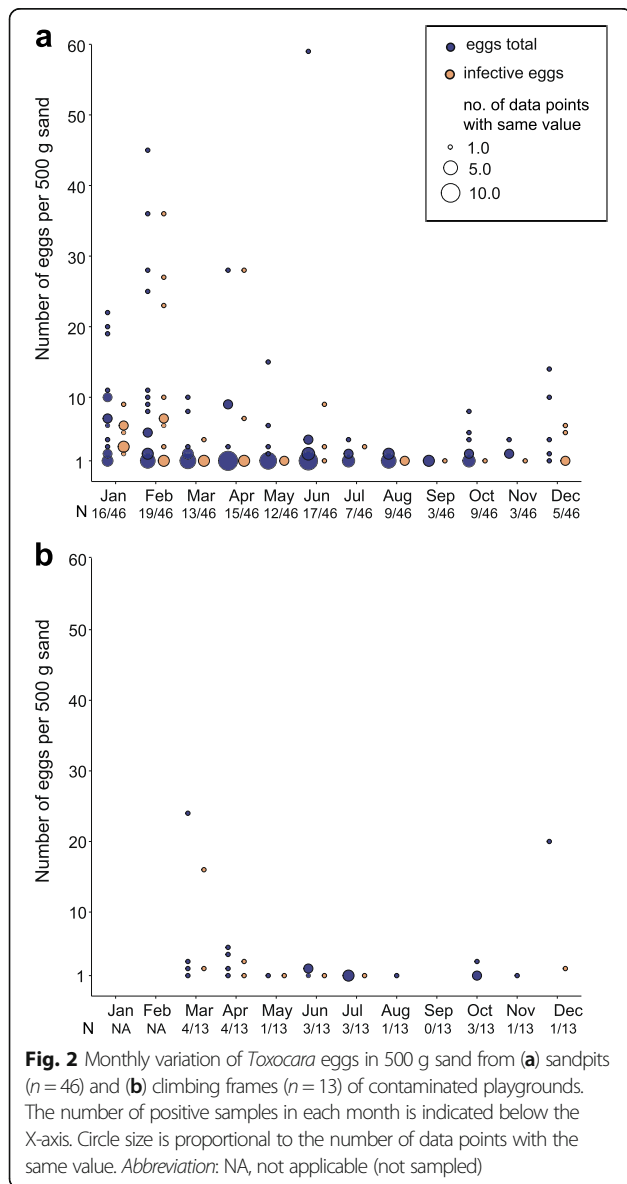 a
60
50
40
30
20
10
1
Number of eggs per 500 g sand
eggs total
infective eggs
no. of data points
with same value
1.0
5.0
10.0
Jan Feb Mar Apr May Jun Jul Aug Sep Oct Nov Dec
N 16/46 19/46 13/46 15/46 12/46 17/46 7/46 9/46 3/46 9/46 3/46 5/46
b
60
50
40
30
20
10
1
Number of eggs per 500 g sand
Jan Feb Mar Apr May Jun Jul Aug Sep Oct Nov Dec
N NA NA 4/13 4/13 1/13 3/13 3/13 1/13 0/13 3/13 1/13 1/13
Fig. 2 Monthly variation of Toxocara eggs in 500 g sand from (a) sandpits
(n = 46) and (b) climbing frames (n = 13) of contaminated playgrounds.
The number of positive samples in each month is indicated below the
X-axis. Circle size is proportional to the number of data points with the
same value. Abbreviation: NA, not applicable (not sampled)